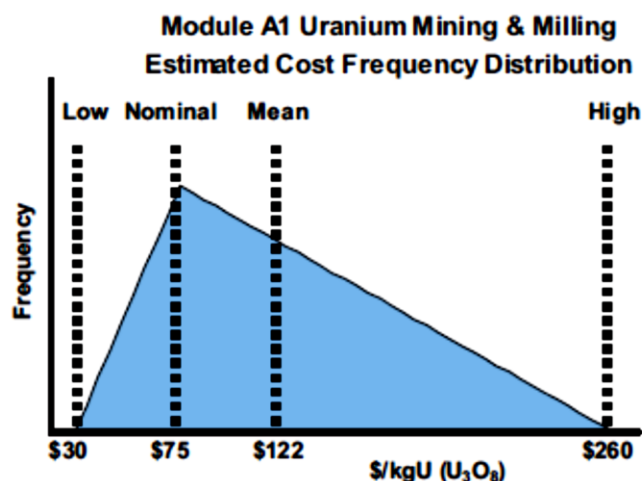 Module A1 Uranium Mining & Milling
Estimated Cost Frequency Distribution
Low Nominal Mean High
Frequency
$30 $75 $122 $260
$/kgU (U₃O₈)